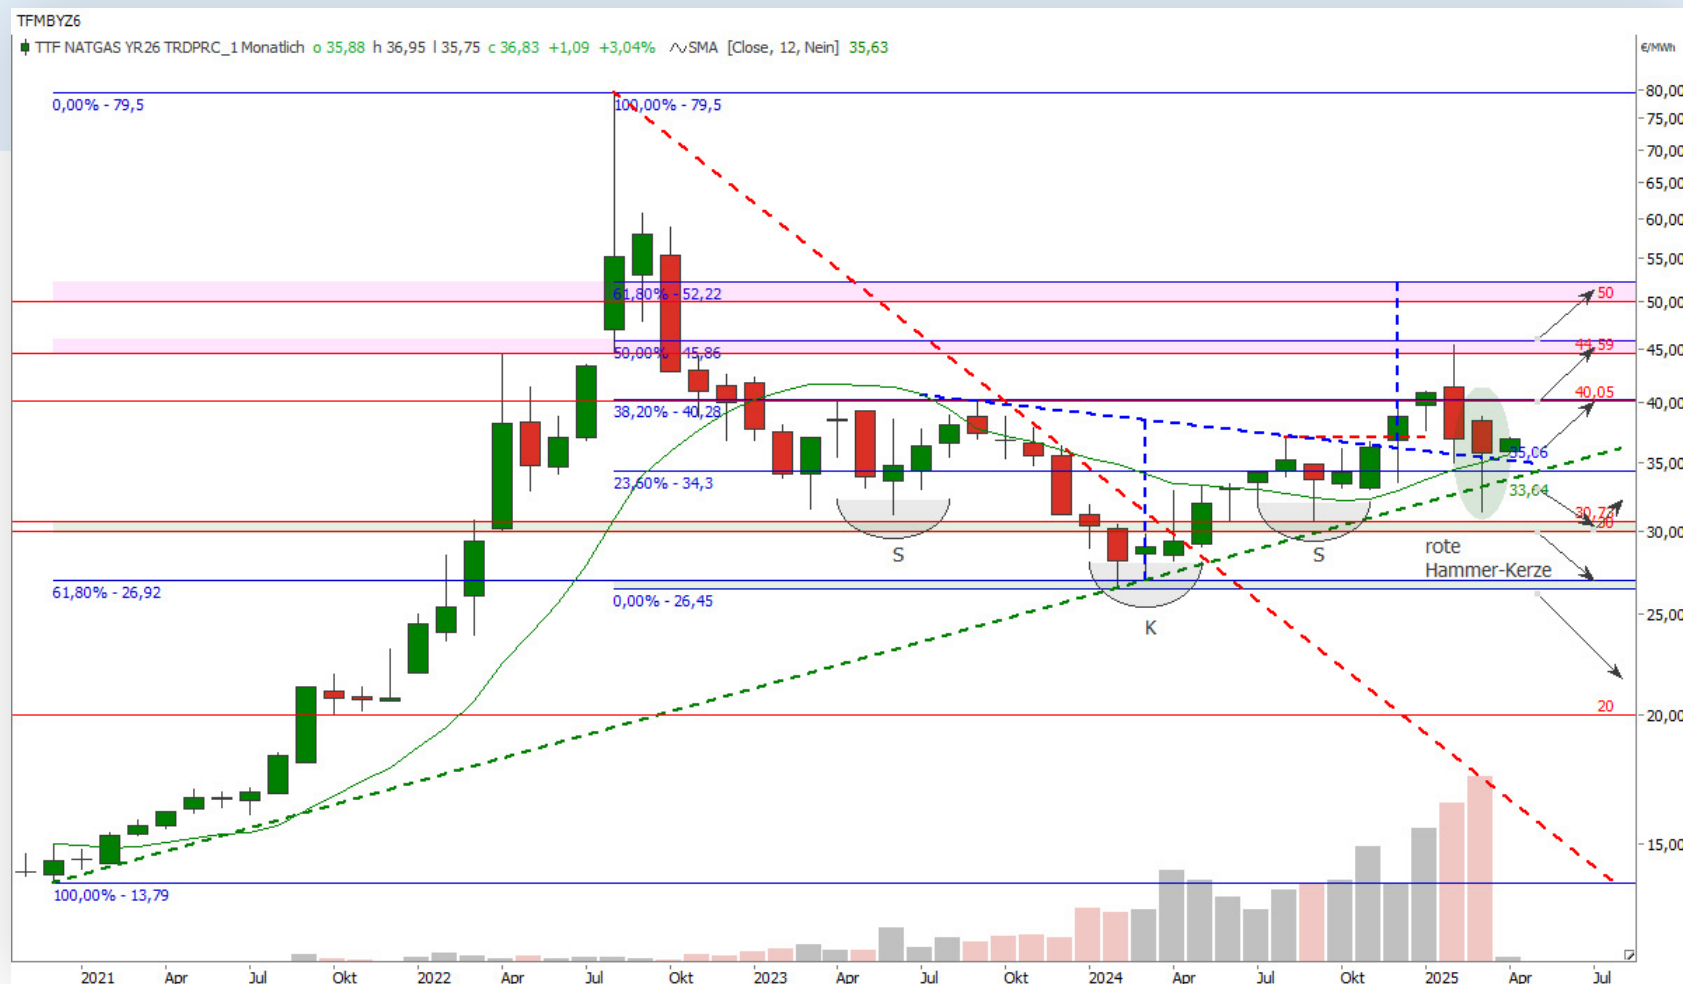 TFMBYZ6
TTF NATGAS YR26 TRDPRC_1 Monatlich o 35,88 h 36,95 l 35,75 c 36,83 +1,09 +3,04% SMA [Close, 12, Nein] 35,63
€/MWh
0,00% - 79,5
100,00% - 79,5
80,00
75,00
70,00
65,00
60,00
55,00
61,80% - 52,22
50
50,00
50,00% - 45,86
44,59
45,00
38,20% - 40,28
40,05
40,00
35,06
35,00
23,60% - 34,3
33,64
30,73
30
30,00
S
S
rote
Hammer-Kerze
61,80% - 26,92
0,00% - 26,45
25,00
K
20
20,00
15,00
100,00% - 13,79
2021 Apr Jul Okt 2022 Apr Jul Okt 2023 Apr Jul Okt 2024 Apr Jul Okt 2025 Apr Jul